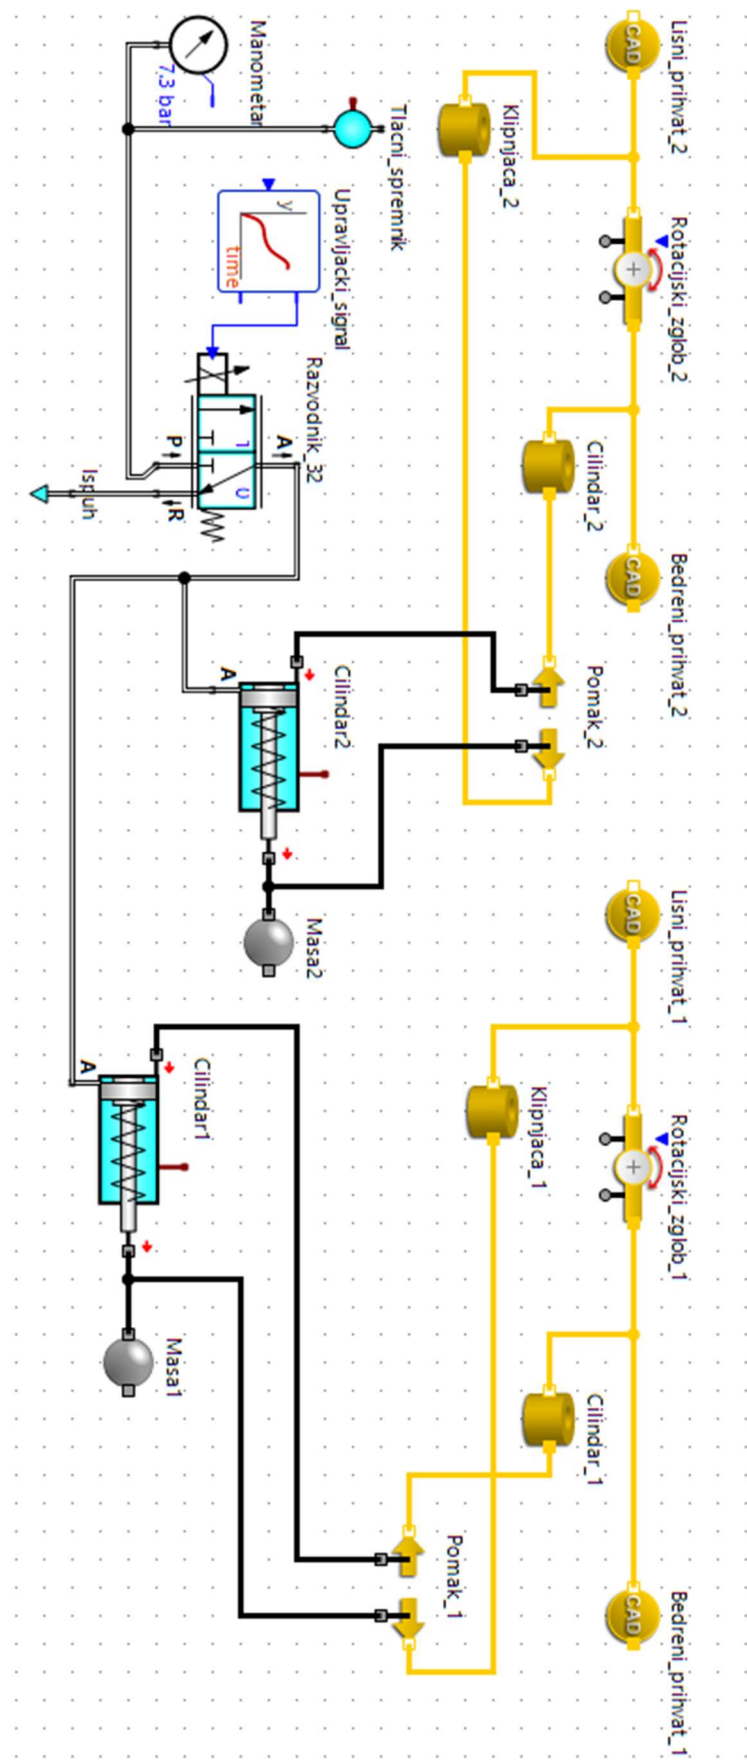 Lisni_prihvat_2
Rotacijski_zglob_2
Bedreni_prihvat_2
Lisni_prihvat_1
Rotacijski_zglob_1
Bedreni_prihvat_1
CAD
CAD
CAD
CAD
Cilindar_2
Pomak_2
Cilindar_1
Klipnjaca_2
Klipnjaca_1
Pomak_1
Tlacni_spremnik
Upravljacki_signal
Cilindar2
Razvodnik_32
Masa2
y
A
Manometar
1
0
time
A
Cilindar1
P
R
7.3 bar
Masa1
Ispuh
A